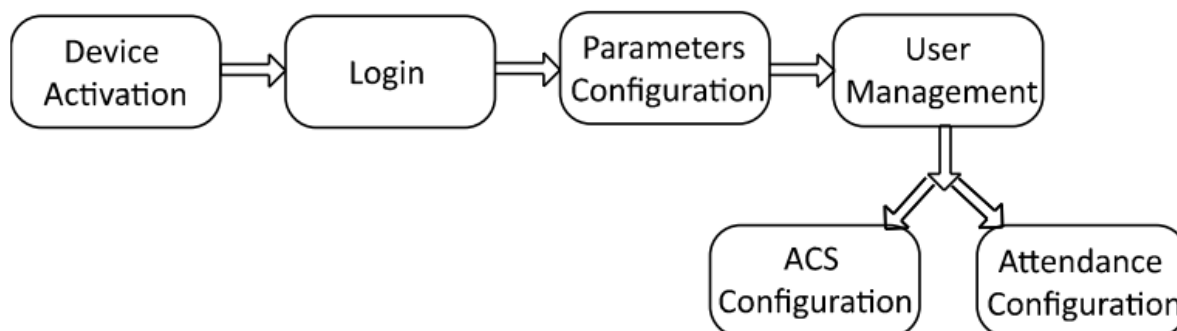 Device
Activation
Login
Parameters
Configuration
User
Management
ACS
Configuration
Attendance
Configuration